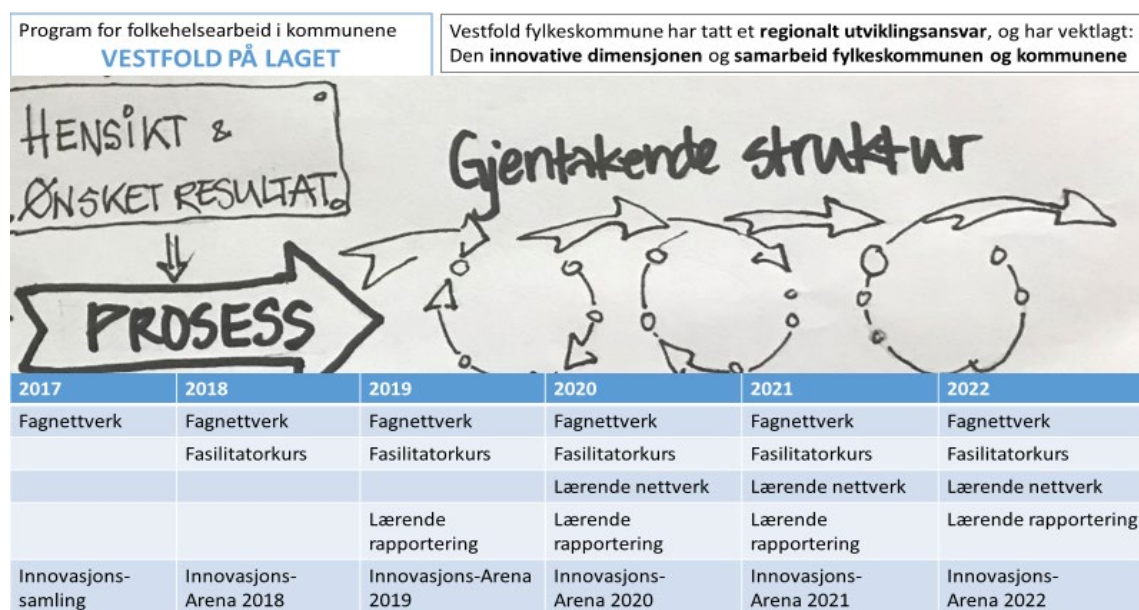 Program for folkehelsearbeid i kommunene
VESTFOLD PÅ LAGET
Vestfold fylkeskommune har tatt et regionalt utviklingsansvar, og har vektlagt:
Den innovative dimensjonen og samarbeid fylkeskommunen og kommunene
HENSIKT &
ØNSKET RESULTAT
Gjentakende struktur
PROSESS
2017 2018 2019 2020 2021 2022
Fagnettverk Fagnettverk Fagnettverk Fagnettverk Fagnettverk Fagnettverk
Fasilitatorkurs Fasilitatorkurs Fasilitatorkurs Fasilitatorkurs Fasilitatorkurs
Lærende nettverk Lærende nettverk Lærende nettverk
Lærende Lærende Lærende Lærende rapportering
rapportering rapportering rapportering
Innovasjons- Innovasjons- Innovasjons-Arena Innovasjons- Innovasjons- Innovasjons-
samling Arena 2018 2019 Arena 2020 Arena 2021 Arena 2022